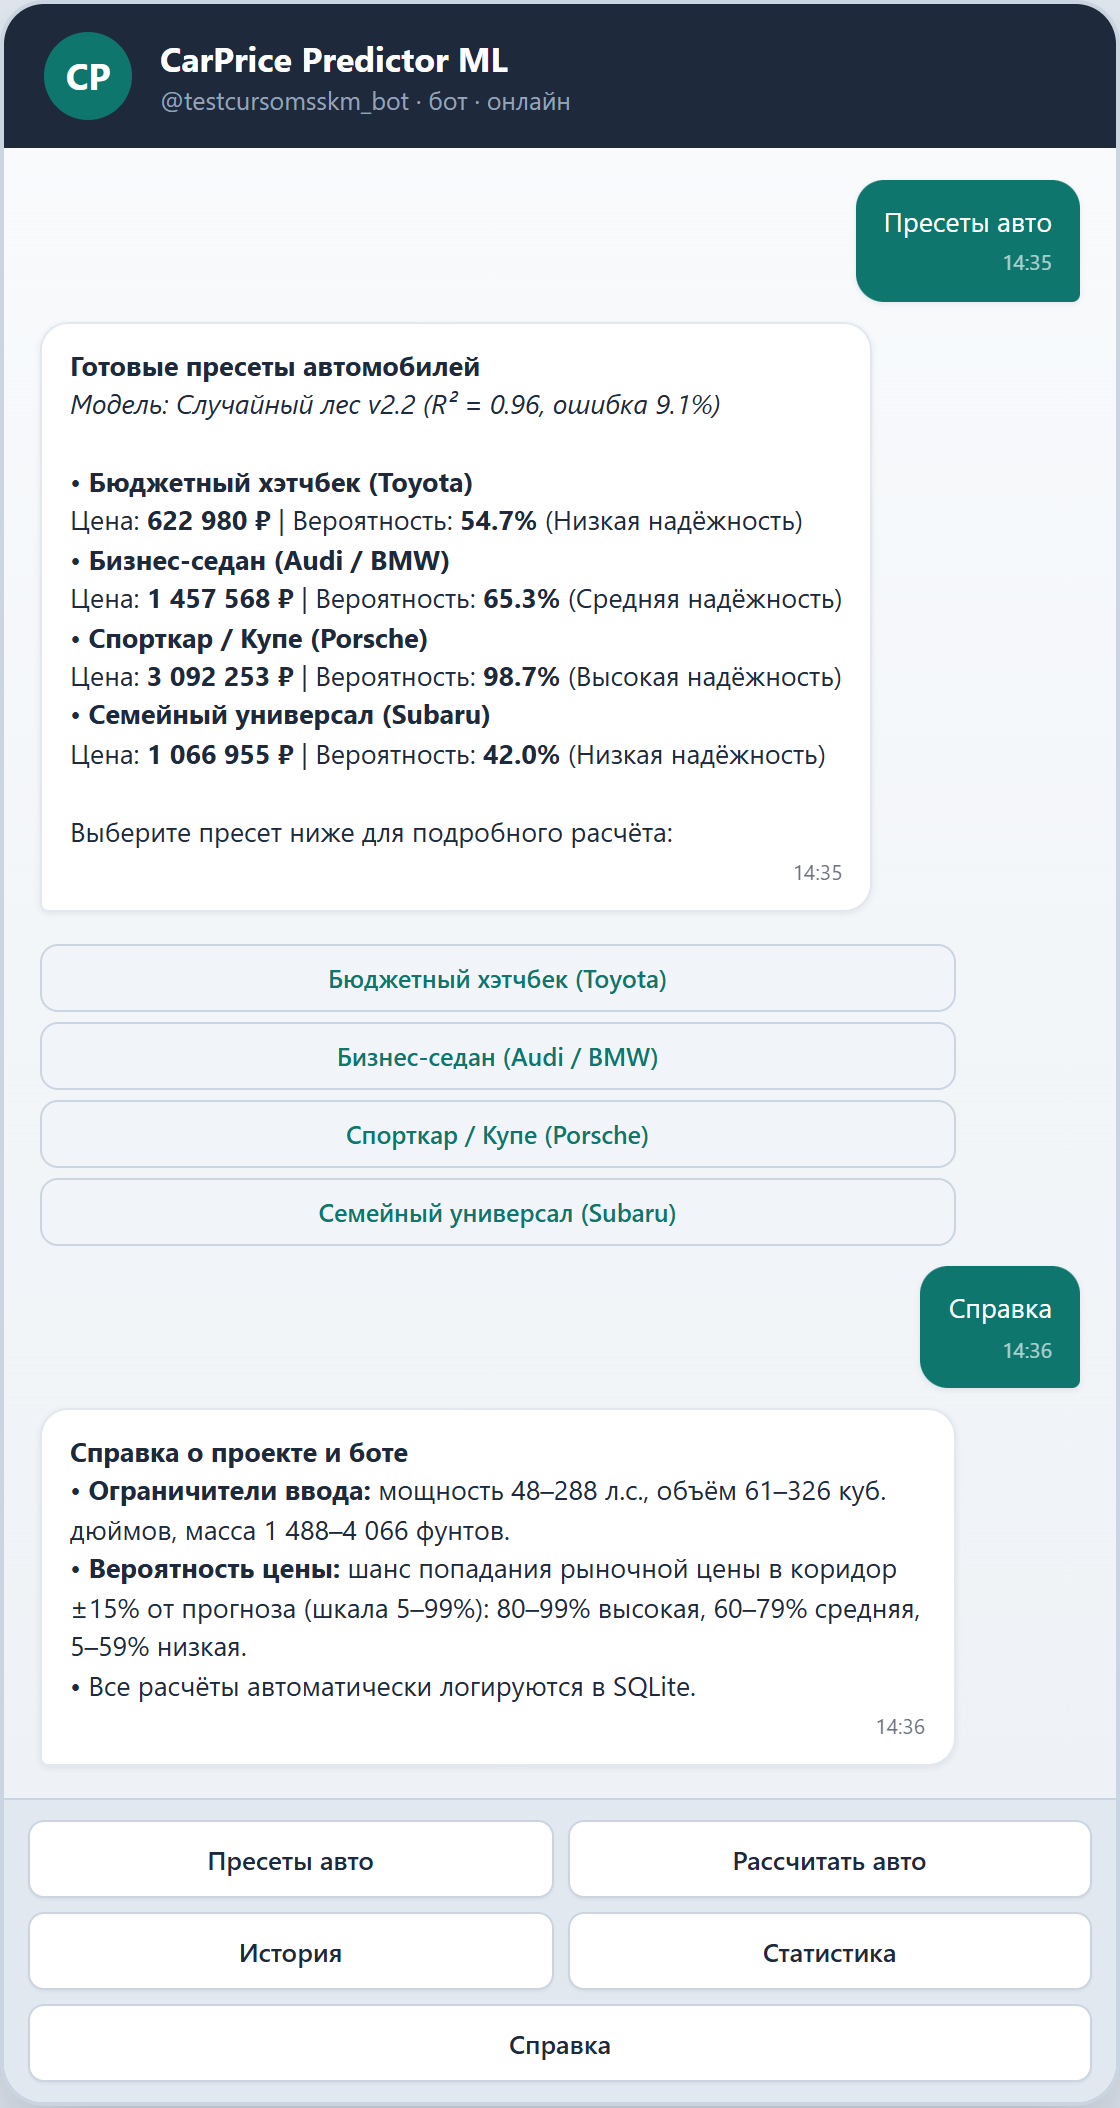 CP
CarPrice Predictor ML
@testcursomsskm_bot · бот · онлайн
Пресеты авто
14:35
Готовые пресеты автомобилей
Модель: Случайный лес v2.2 (R² = 0.96, ошибка 9.1%)
• Бюджетный хэтчбек (Toyota)
Цена: 622 980 ₽ | Вероятность: 54.7% (Низкая надёжность)
• Бизнес-седан (Audi / BMW)
Цена: 1 457 568 ₽ | Вероятность: 65.3% (Средняя надёжность)
• Спорткар / Купе (Porsche)
Цена: 3 092 253 ₽ | Вероятность: 98.7% (Высокая надёжность)
• Семейный универсал (Subaru)
Цена: 1 066 955 ₽ | Вероятность: 42.0% (Низкая надёжность)
Выберите пресет ниже для подробного расчёта:
14:35
Бюджетный хэтчбек (Toyota)
Бизнес-седан (Audi / BMW)
Спорткар / Купе (Porsche)
Семейный универсал (Subaru)
Справка
14:36
Справка о проекте и боте
• Ограничители ввода: мощность 48–288 л.с., объём 61–326 куб.
дюймов, масса 1 488–4 066 фунтов.
• Вероятность цены: шанс попадания рыночной цены в коридор
±15% от прогноза (шкала 5–99%): 80–99% высокая, 60–79% средняя,
5–59% низкая.
• Все расчёты автоматически логируются в SQLite.
14:36
Пресеты авто
Рассчитать авто
История
Статистика
Справка